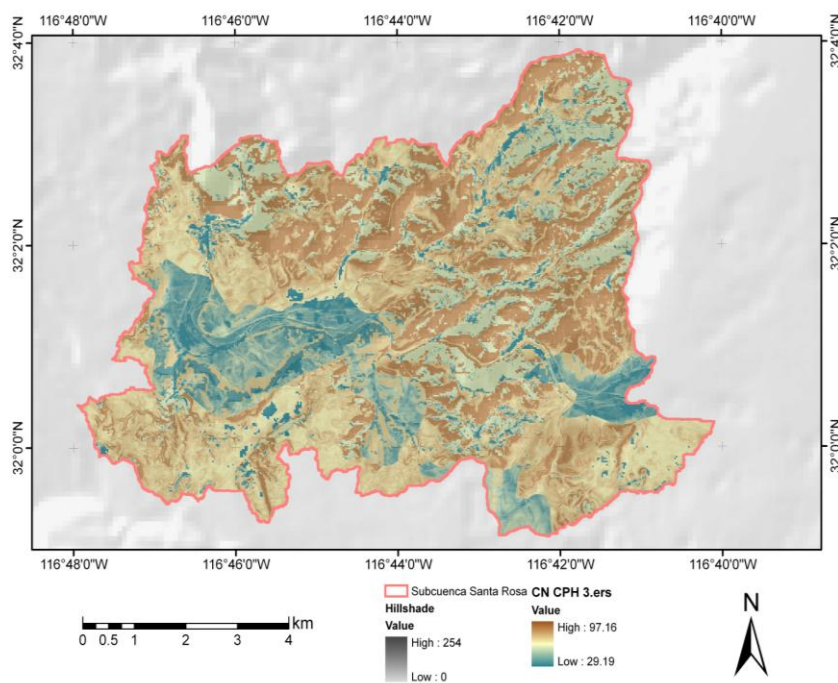 116°48'0"W 116°46'0"W 116°44'0"W 116°42'0"W 116°40'0"W
32°4'0"N 32°4'0"N
32°2'0"N 32°2'0"N
32°0'0"N 32°0'0"N
116°48'0"W 116°46'0"W 116°44'0"W 116°42'0"W 116°40'0"W
Subcuenca Santa Rosa CN CPH 3.ers
Hillshade Value
Value High : 97.16
High : 254
Low : 29.19
Low : 0
km
0 0.5 1 2 3 4
N